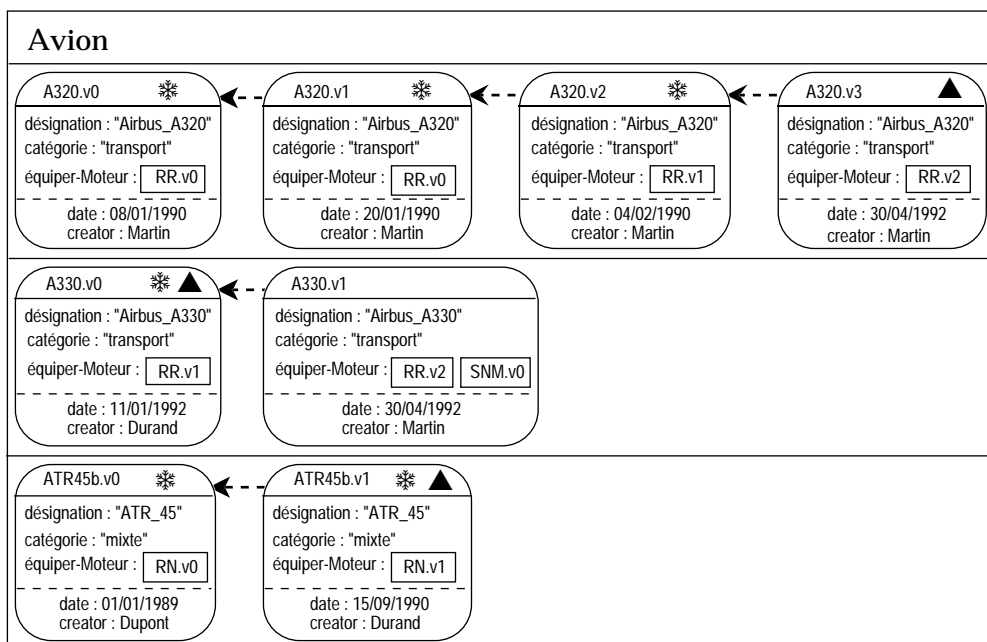 Avion
A320.v0
désignation : "Airbus_A320"
catégorie : "transport"
équiper-Moteur : RR.v0
date : 08/01/1990
creator : Martin
A320.v1
désignation : "Airbus_A320"
catégorie : "transport"
équiper-Moteur : RR.v0
date : 20/01/1990
creator : Martin
A320.v2
désignation : "Airbus_A320"
catégorie : "transport"
équiper-Moteur : RR.v1
date : 04/02/1990
creator : Martin
A320.v3
désignation : "Airbus_A320"
catégorie : "transport"
équiper-Moteur : RR.v2
date : 30/04/1992
creator : Martin
A330.v0
désignation : "Airbus_A330"
catégorie : "transport"
équiper-Moteur : RR.v1
date : 11/01/1992
creator : Durand
A330.v1
désignation : "Airbus_A330"
catégorie : "transport"
équiper-Moteur : RR.v2 SNM.v0
date : 30/04/1992
creator : Martin
ATR45b.v0
désignation : "ATR_45"
catégorie : "mixte"
équiper-Moteur : RN.v0
date : 01/01/1989
creator : Dupont
ATR45b.v1
désignation : "ATR_45"
catégorie : "mixte"
équiper-Moteur : RN.v1
date : 15/09/1990
creator : Durand